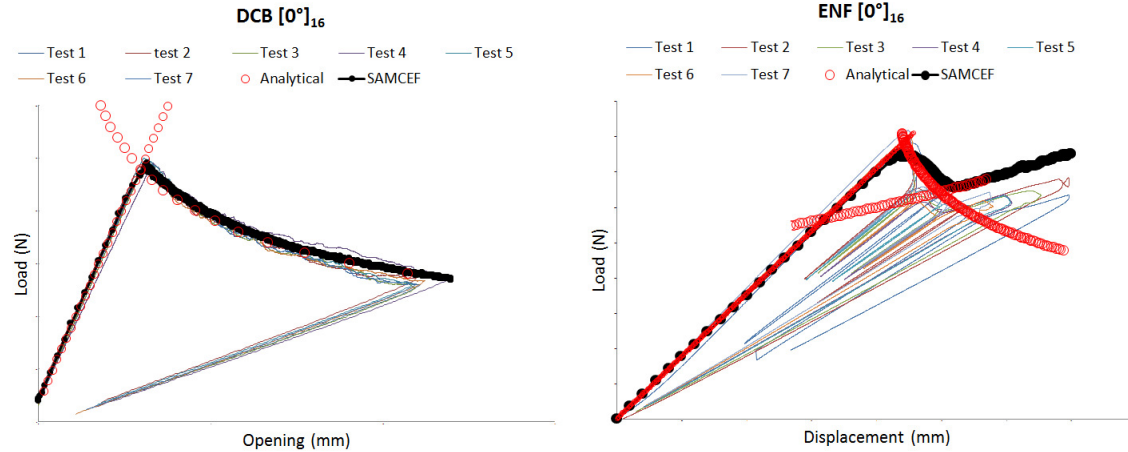 DCB [0°]16
Test 1 test 2 Test 3 Test 4 Test 5
Test 6 Test 7 Analytical SAMCEF
Load (N)
Opening (mm)
ENF [0°]16
Test 1 Test 2 Test 3 Test 4 Test 5
Test 6 Test 7 Analytical SAMCEF
Load (N)
Displacement (mm)